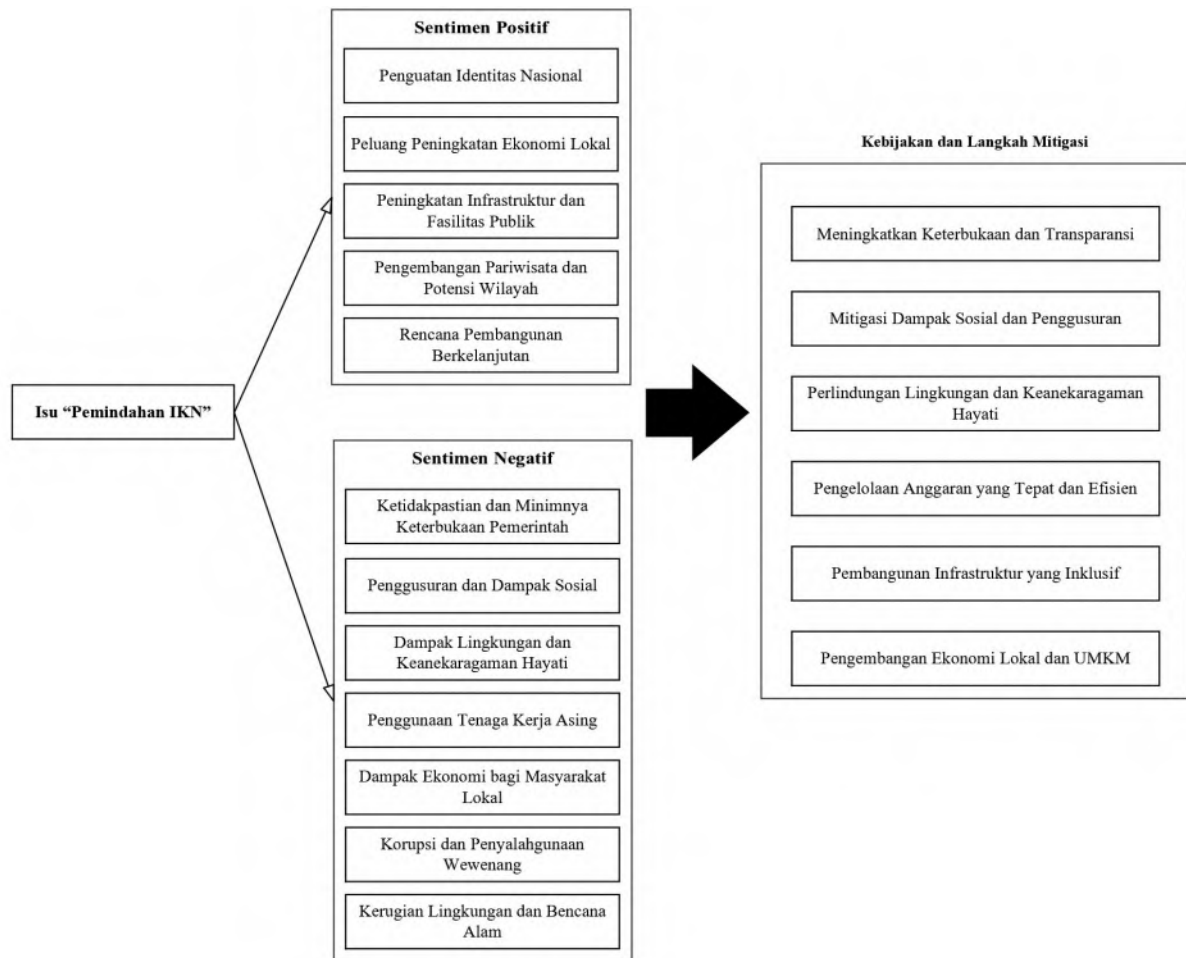 Isu “Pemindahan IKN”
Sentimen Positif
Penguatan Identitas Nasional
Peluang Peningkatan Ekonomi Lokal
Peningkatan Infrastruktur dan
Fasilitas Publik
Pengembangan Pariwisata dan
Potensi Wilayah
Rencana Pembangunan
Berkelanjutan
Sentimen Negatif
Ketidakpastian dan Minimnya
Keterbukaan Pemerintah
Penggusuran dan Dampak Sosial
Dampak Lingkungan dan
Keanekaragaman Hayati
Penggunaan Tenaga Kerja Asing
Dampak Ekonomi bagi Masyarakat
Lokal
Korupsi dan Penyalahgunaan
Wewenang
Kerugian Lingkungan dan Bencana
Alam
Kebijakan dan Langkah Mitigasi
Meningkatkan Keterbukaan dan Transparansi
Mitigasi Dampak Sosial dan Penggusuran
Perlindungan Lingkungan dan Keanekaragaman
Hayati
Pengelolaan Anggaran yang Tepat dan Efisien
Pembangunan Infrastruktur yang Inklusif
Pengembangan Ekonomi Lokal dan UMKM